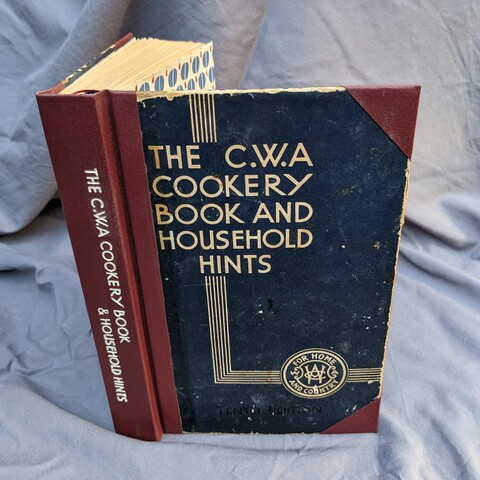 THE C.W.A COOKERY BOOK
& HOUSEHOLD HINTS
THE C.W.A
COOKERY
BOOK AND
HOUSEHOLD
HINTS
FOR HOME
AND COUNTRY
TENTH EDITION